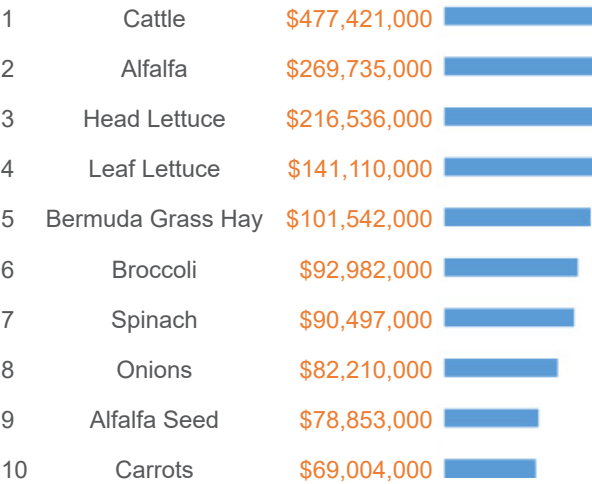 1 Cattle $477,421,000
2 Alfalfa $269,735,000
3 Head Lettuce $216,536,000
4 Leaf Lettuce $141,110,000
5 Bermuda Grass Hay $101,542,000
6 Broccoli $92,982,000
7 Spinach $90,497,000
8 Onions $82,210,000
9 Alfalfa Seed $78,853,000
10 Carrots $69,004,000